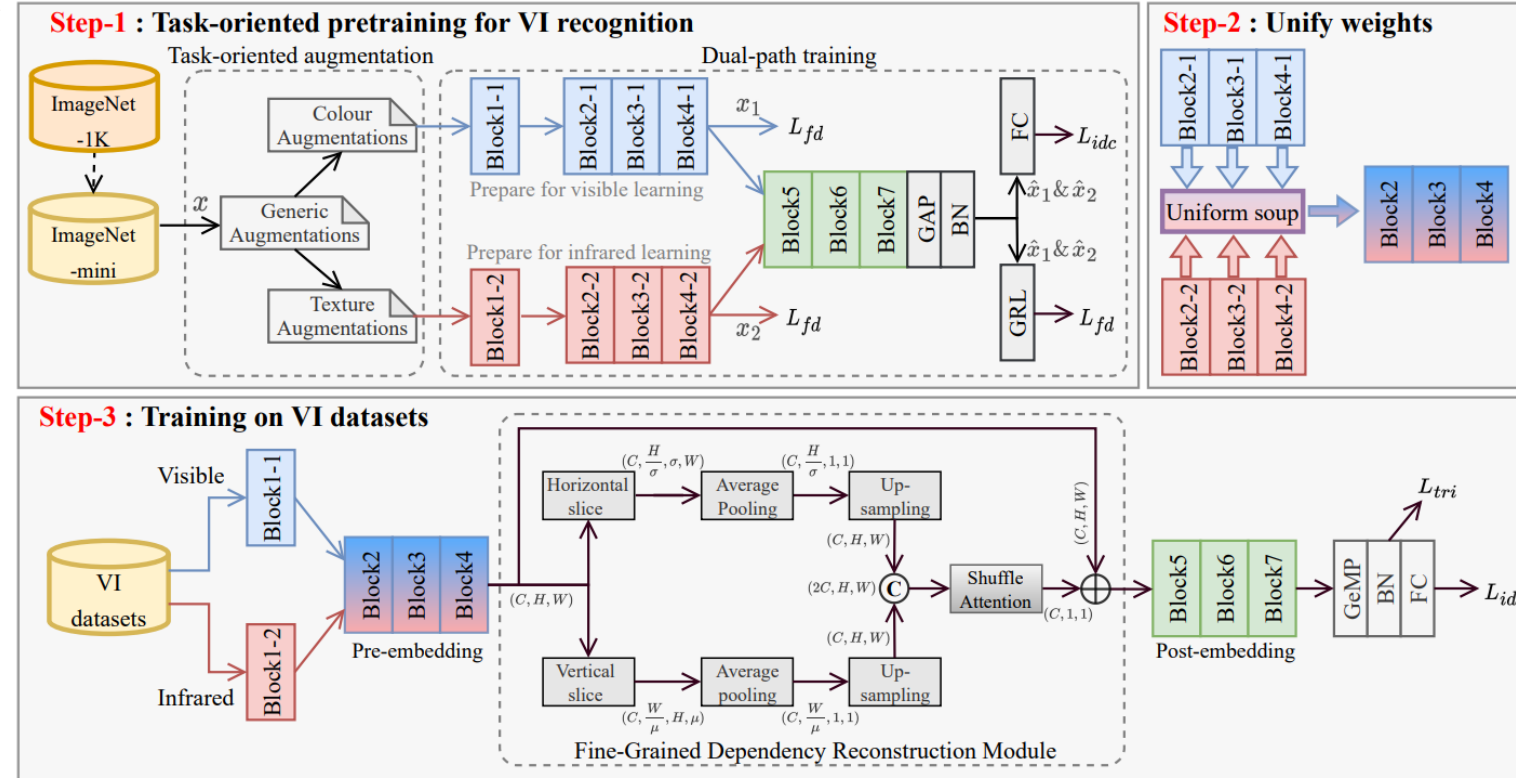 Step-1 : Task-oriented pretraining for VI recognition
Task-oriented augmentation
Dual-path training
ImageNet
-1K
ImageNet
-mini
x
Colour
Augmentations
Generic
Augmentations
Texture
Augmentations
Block1-1
Block2-1
Block3-1
Block4-1
Prepare for visible learning
Prepare for infrared learning
Block1-2
Block2-2
Block3-2
Block4-2
x₁
L_fd
x₂
L_fd
Block5
Block6
Block7
GAP
BN
FC
L_idc
x̂₁&x̂₂
x̂₁&x̂₂
GRL
L_fd
Step-2 : Unify weights
Block2-1
Block3-1
Block4-1
Uniform soup
Block2-2
Block3-2
Block4-2
Block2
Block3
Block4
Step-3 : Training on VI datasets
VI
datasets
Visible
Infrared
Block1-1
Block1-2
Block2
Block3
Block4
Pre-embedding
(C, H, W)
Horizontal
slice
(C, H/σ, σ, W)
Average
Pooling
(C, H/σ, 1, 1)
Up-
sampling
(C, H, W)
(2C, H, W)
C
(C, H, W)
Vertical
slice
(C, W/μ, H, μ)
Average
pooling
(C, W/μ, 1, 1)
Up-
sampling
Shuffle
Attention
(C, 1, 1)
(C, H, W)
Fine-Grained Dependency Reconstruction Module
Block5
Block6
Block7
Post-embedding
GeMP
BN
FC
L_tri
L_id